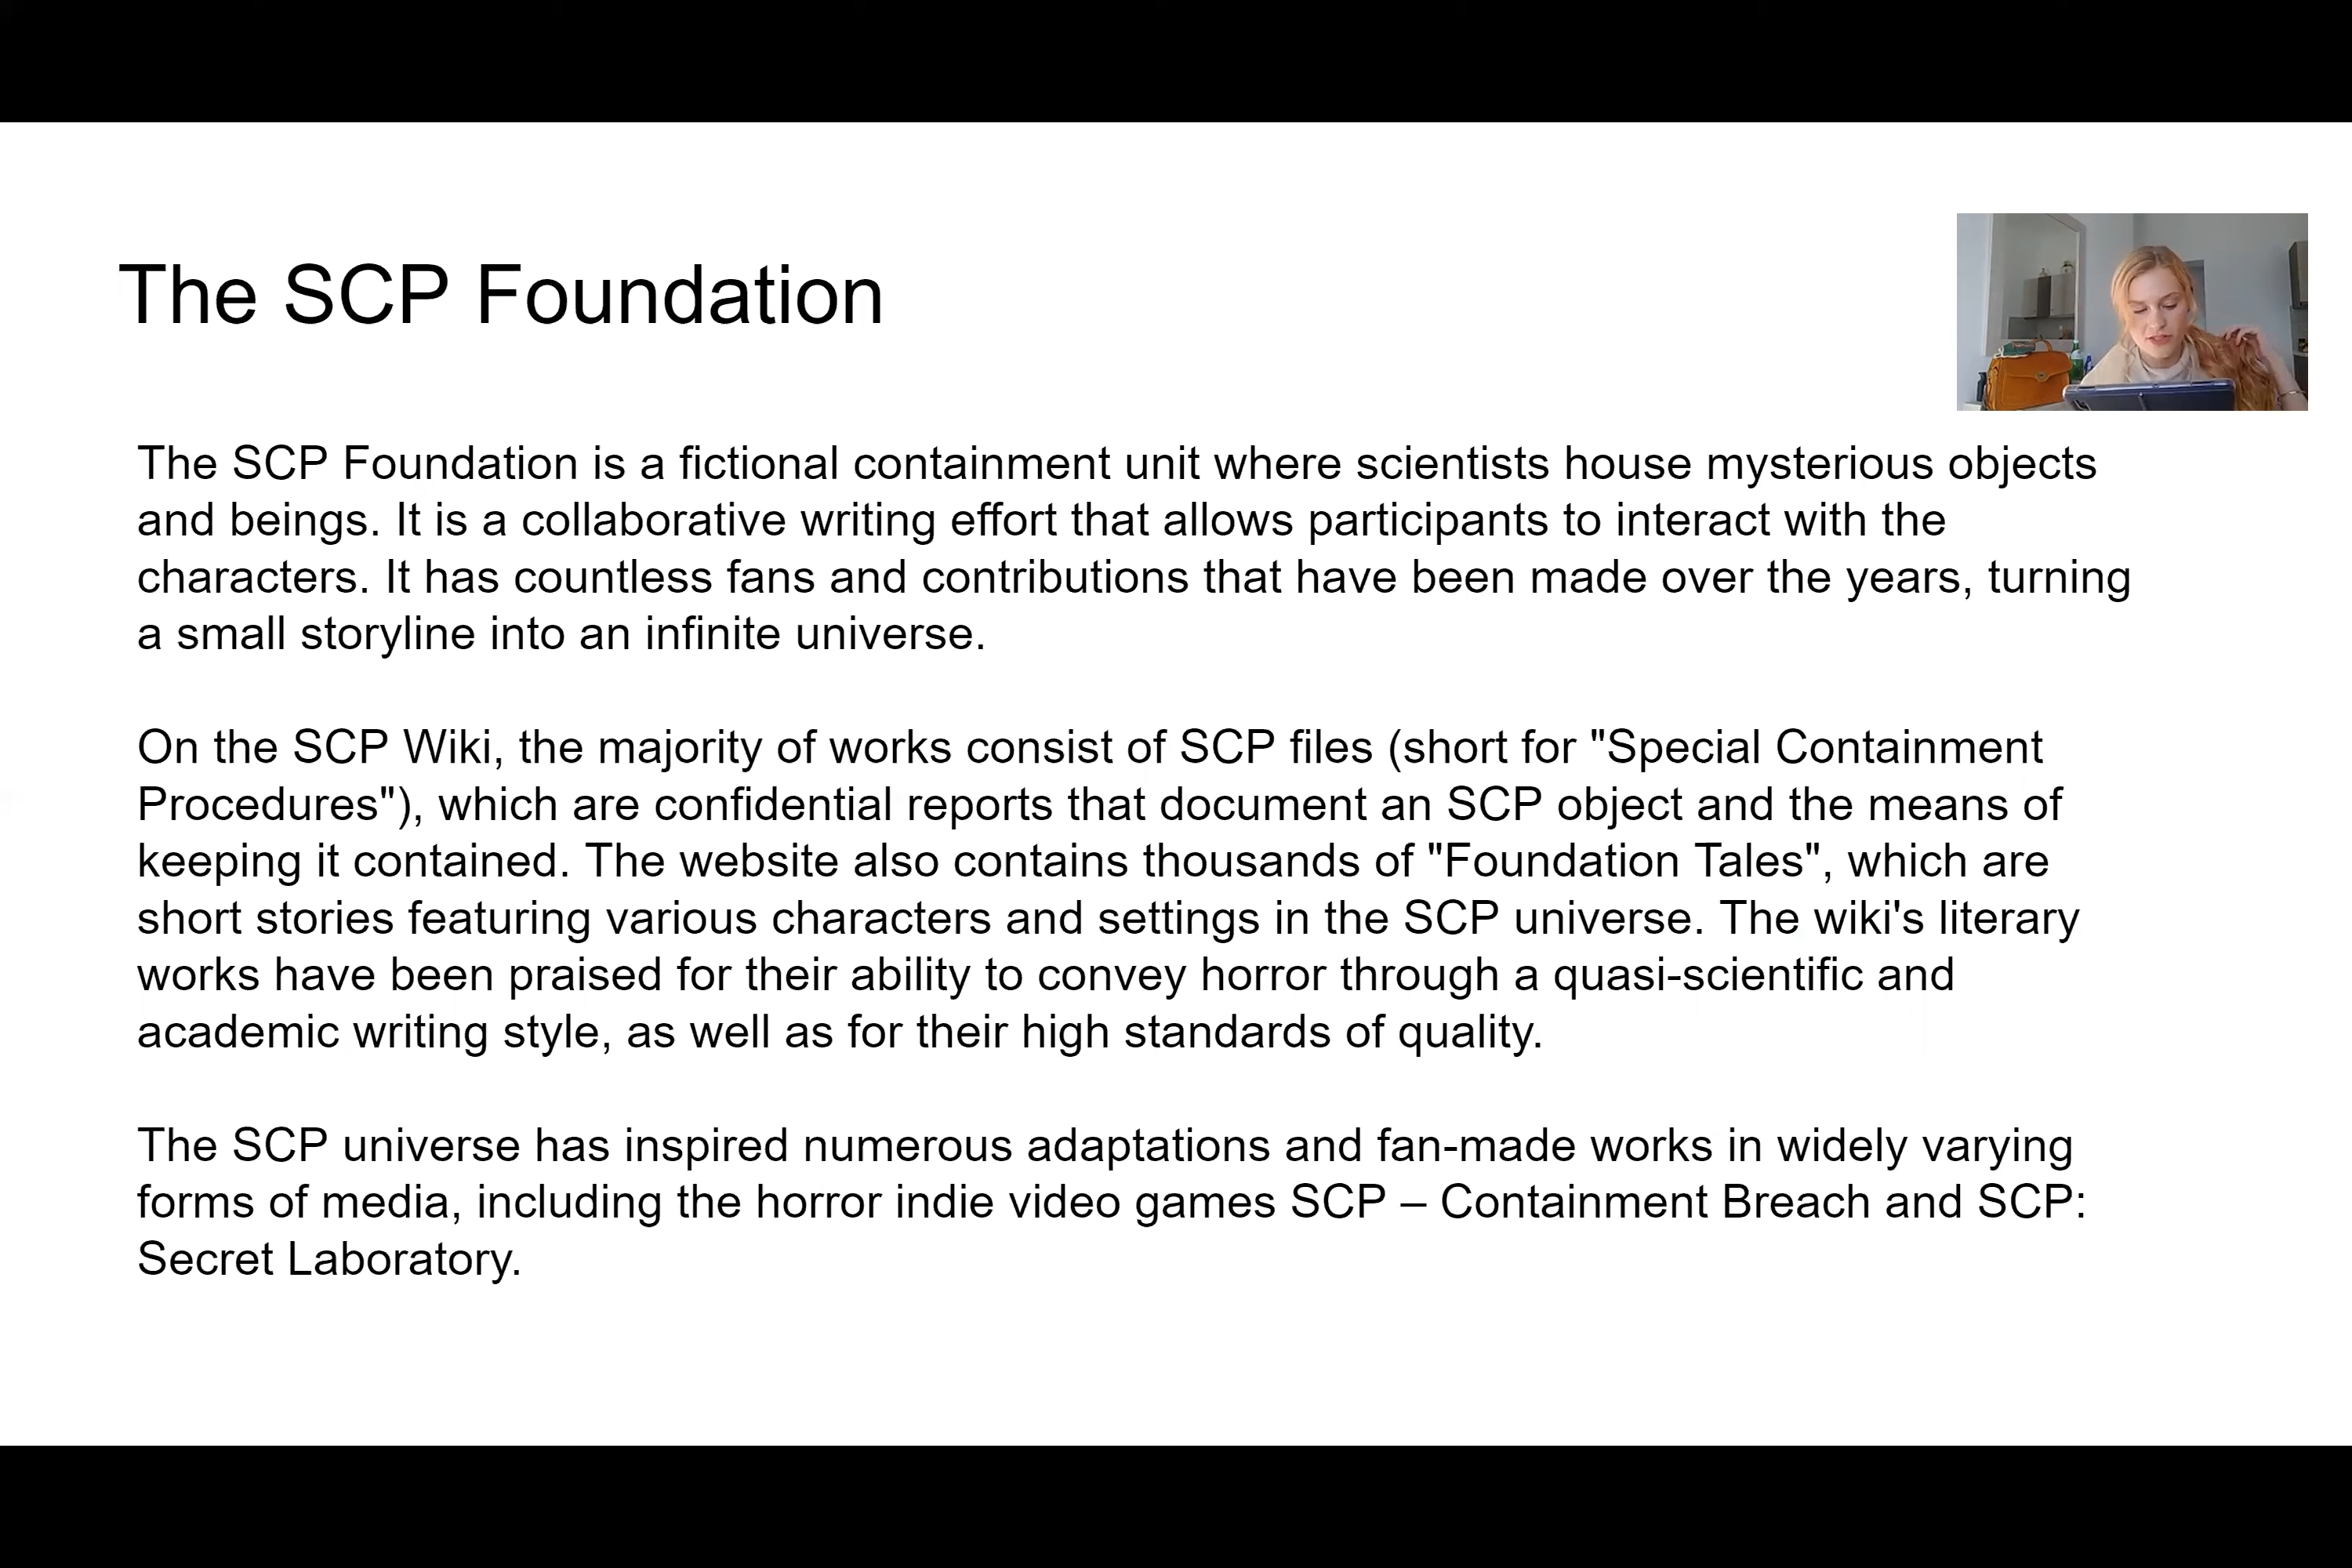 The SCP Foundation
The SCP Foundation is a fictional containment unit where scientists house mysterious objects
and beings. It is a collaborative writing effort that allows participants to interact with the
characters. It has countless fans and contributions that have been made over the years, turning
a small storyline into an infinite universe.
On the SCP Wiki, the majority of works consist of SCP files (short for "Special Containment
Procedures"), which are confidential reports that document an SCP object and the means of
keeping it contained. The website also contains thousands of "Foundation Tales", which are
short stories featuring various characters and settings in the SCP universe. The wiki's literary
works have been praised for their ability to convey horror through a quasi-scientific and
academic writing style, as well as for their high standards of quality.
The SCP universe has inspired numerous adaptations and fan-made works in widely varying
forms of media, including the horror indie video games SCP – Containment Breach and SCP:
Secret Laboratory.